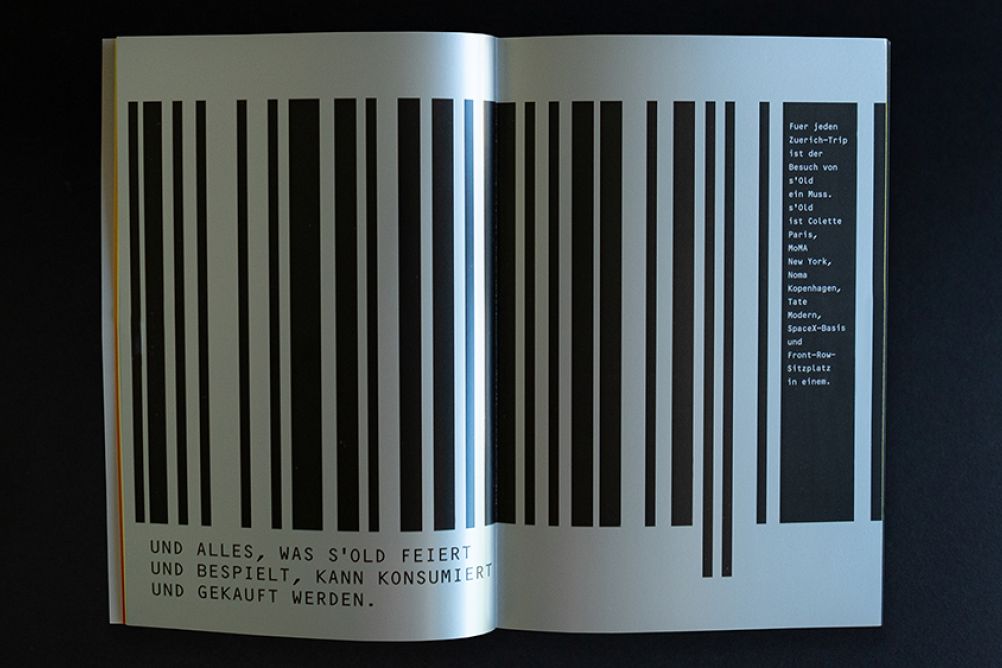 UND ALLES, WAS S'OLD FEIERT
UND BESPIELT, KANN KONSUMIERT
UND GEKAUFT WERDEN.
Fuer jeden
Zuerich-Trip
ist der
Besuch von
s'Old
ein Muss.
s'Old
ist Colette
Paris,
MoMA
New York,
Noma
Kopenhagen,
Tate
Modern,
SpaceX-Basis
und
Front-Row-
Sitzplatz
in einem.